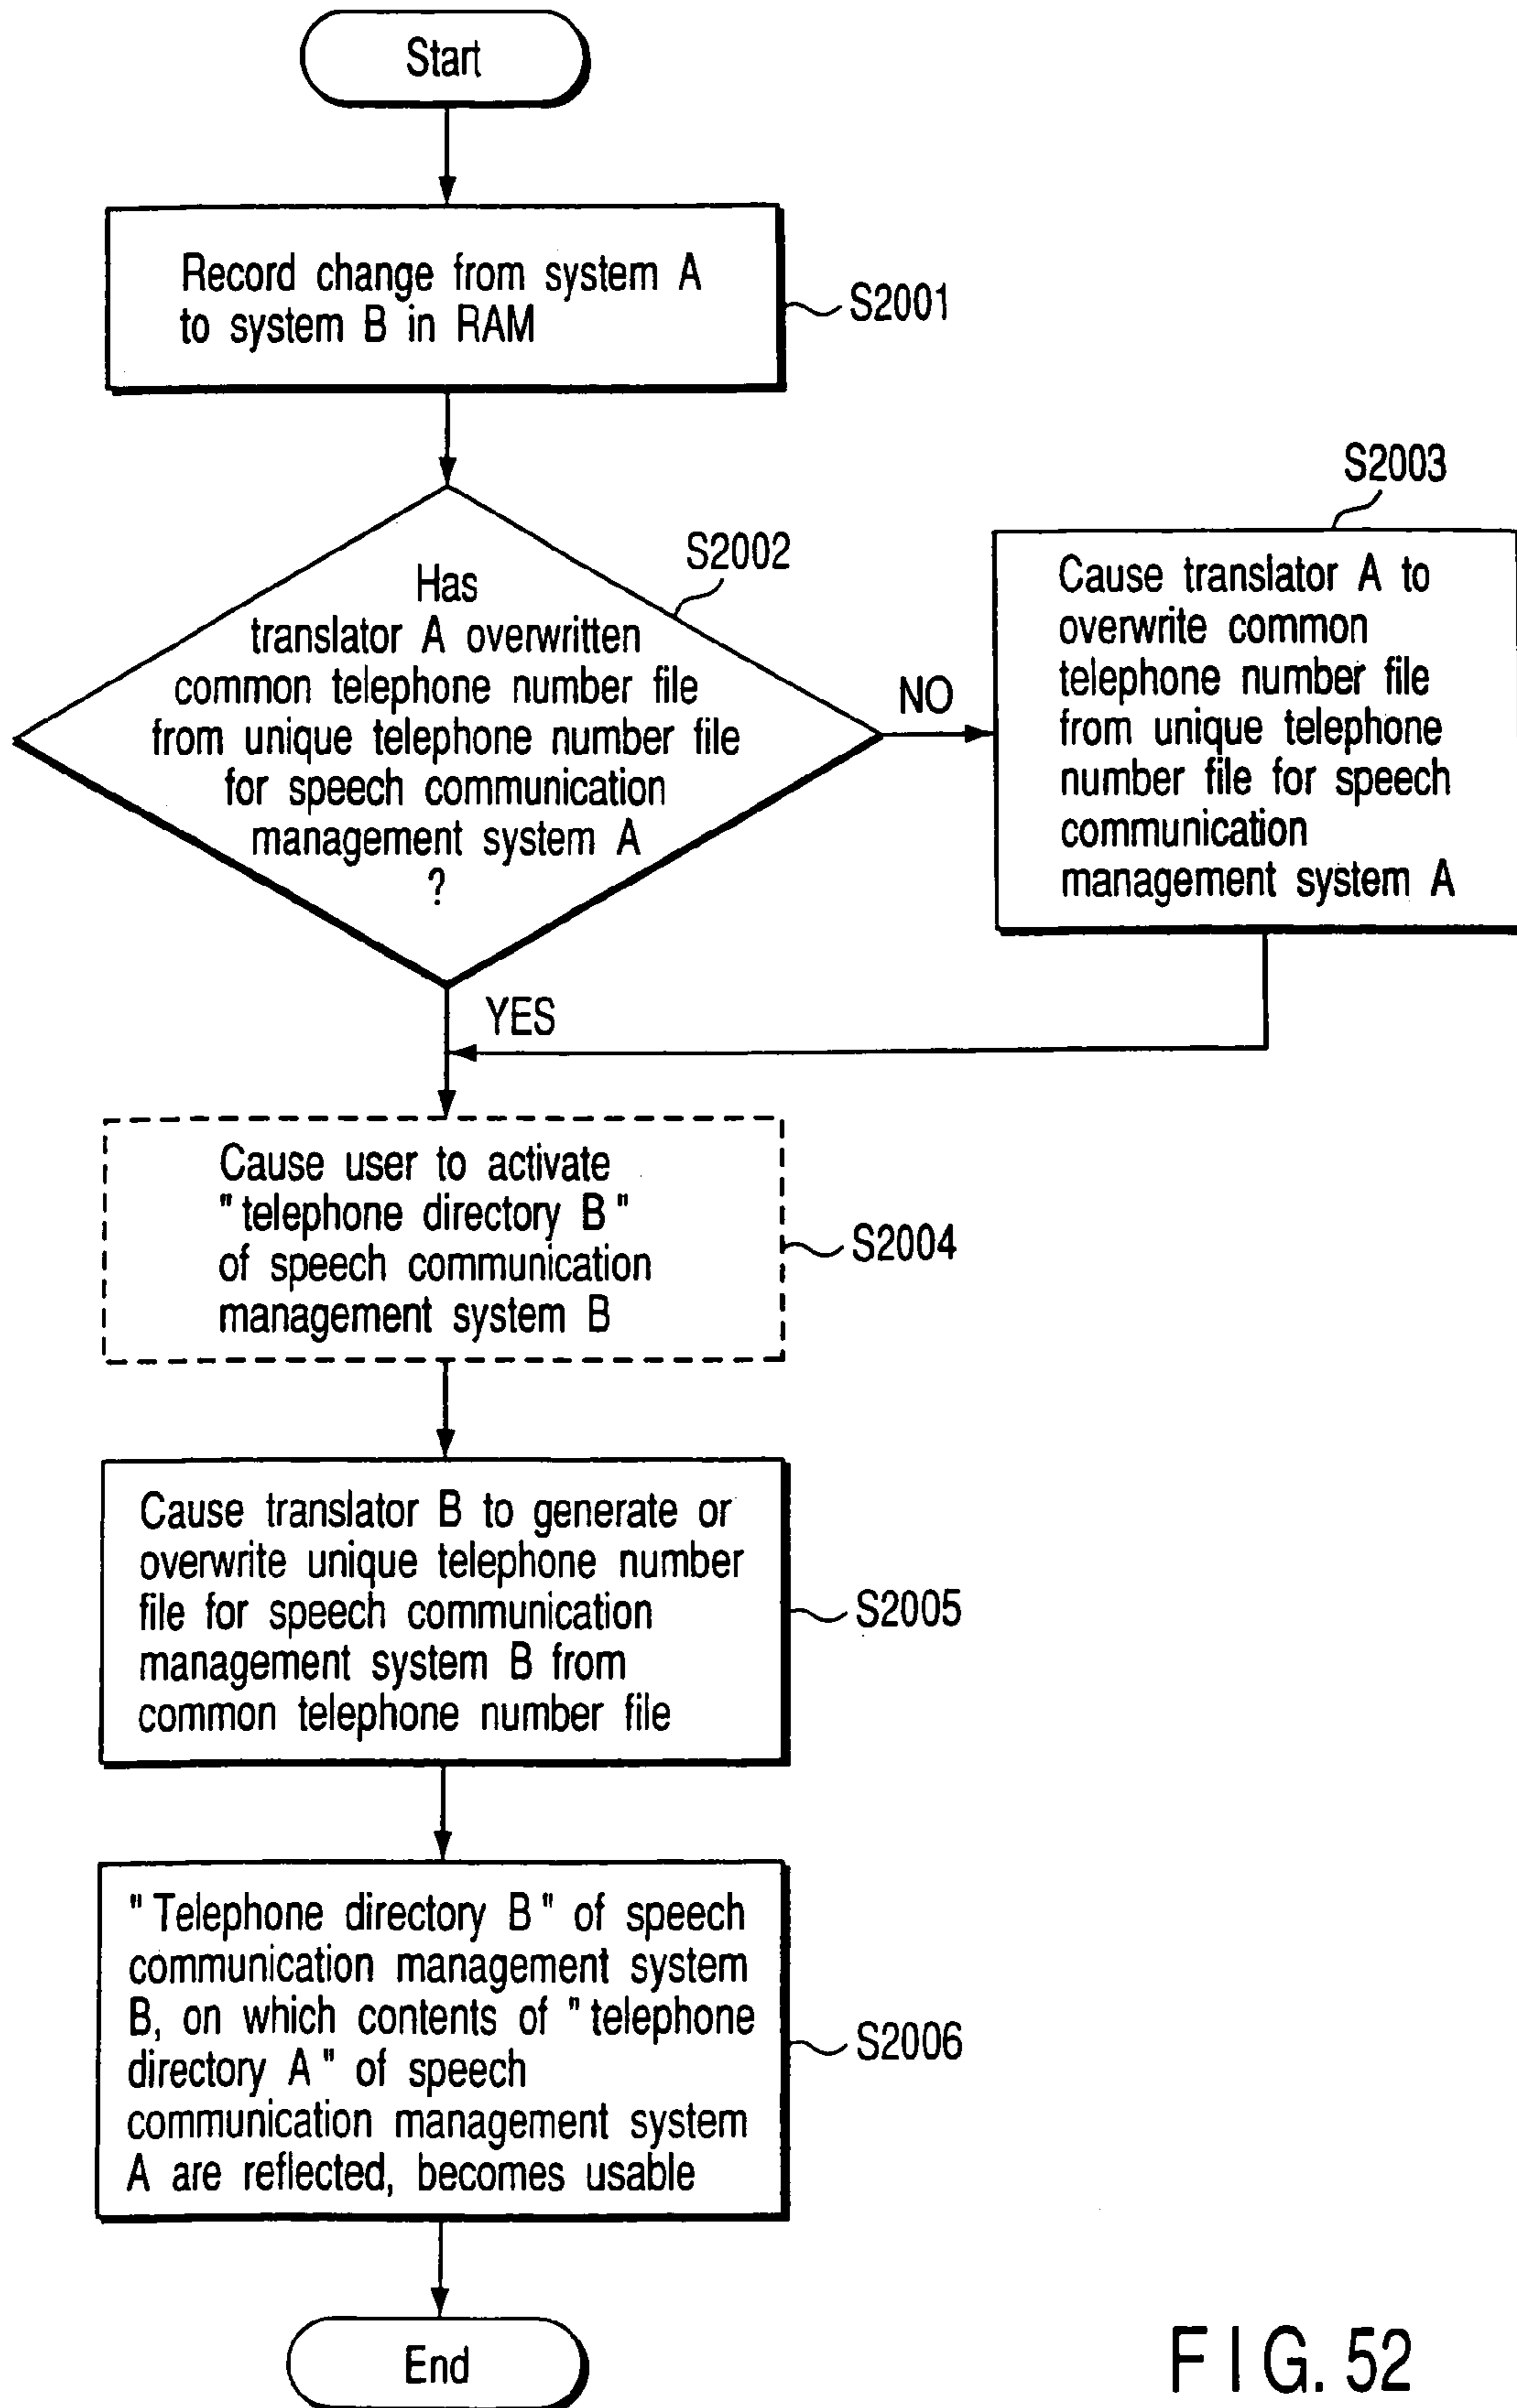 Start
Record change from system A
to system B in RAM
S2001
S2002
Has
translator A overwritten
common telephone number file
from unique telephone number file
for speech communication
management system A
?
NO
YES
S2003
Cause translator A to
overwrite common
telephone number file
from unique telephone
number file for speech
communication
management system A
Cause user to activate
"telephone directory B"
of speech communication
management system B
S2004
Cause translator B to generate or
overwrite unique telephone number
file for speech communication
management system B from
common telephone number file
S2005
"Telephone directory B" of speech
communication management system
B, on which contents of "telephone
directory A" of speech
communication management system
A are reflected, becomes usable
S2006
End
FIG. 52